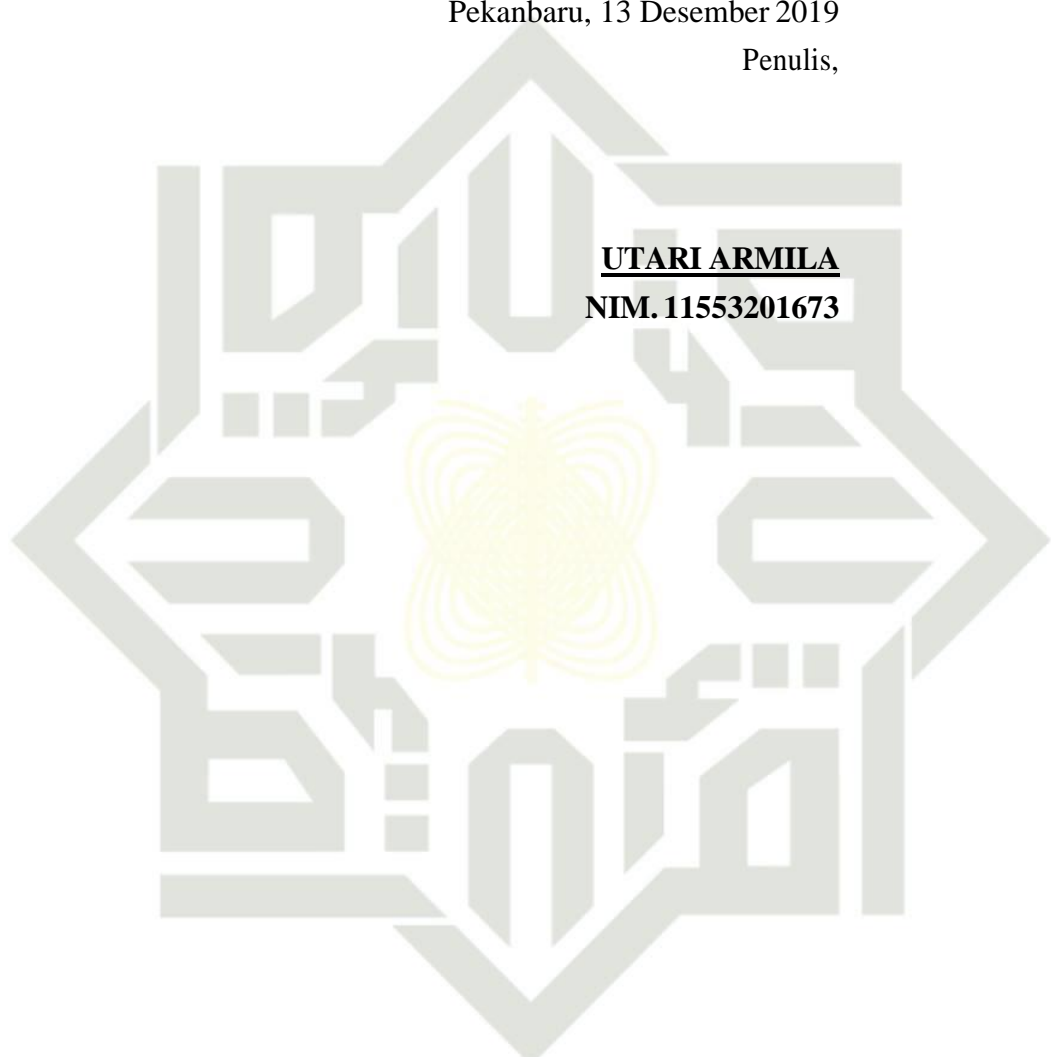 Pekanbaru, 13 Desember 2019
Penulis,
UTARI ARMILA
NIM. 11553201673